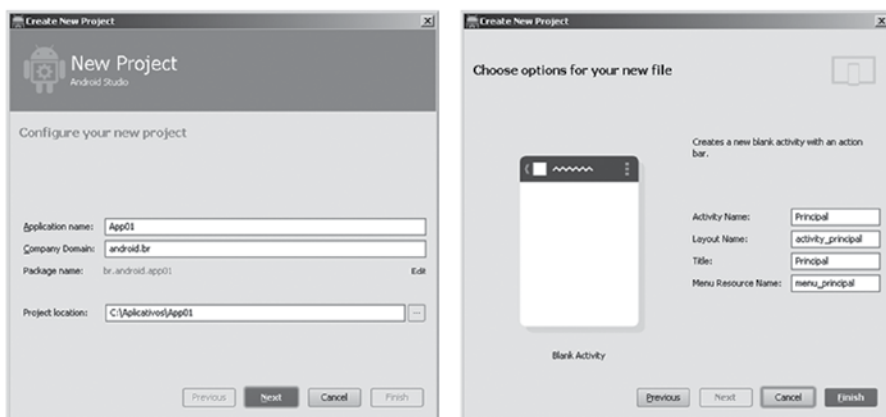 Create New Project
X
New Project
Android Studio
Configure your new project
Application name: App01
Company Domain: android.br
Package name: br.android.app01 Edit
Project location: C:\Aplicativos\App01 ...
Previous Next Cancel Finish
Create New Project
X
Choose options for your new file
Creates a new blank activity with an action
bar.
Activity Name: Principal
Layout Name: activity_principal
Title: Principal
Menu Resource Name: menu_principal
Blank Activity
Previous Next Cancel Finish